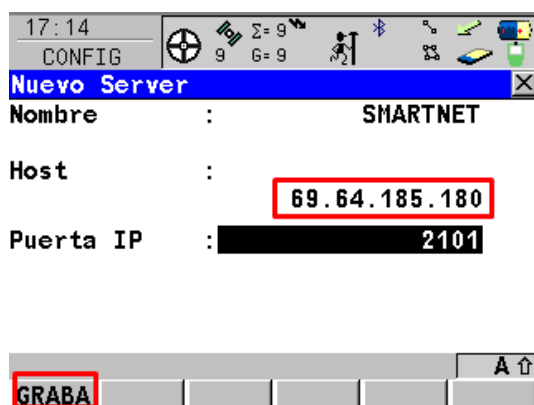 17:14
CONFIG
9
Σ= 9
G= 9
Nuevo Server
Nombre : SMARTNET
Host :
69.64.185.180
Puerta IP : 2101
A ⇧
GRABA